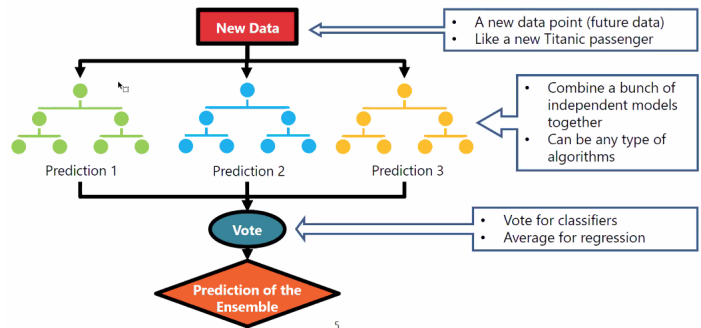 New Data
• A new data point (future data)
• Like a new Titanic passenger
• Combine a bunch of
independent models
together
• Can be any type of
algorithms
Prediction 1
Prediction 2
Prediction 3
Vote
• Vote for classifiers
• Average for regression
Prediction of the
Ensemble
5